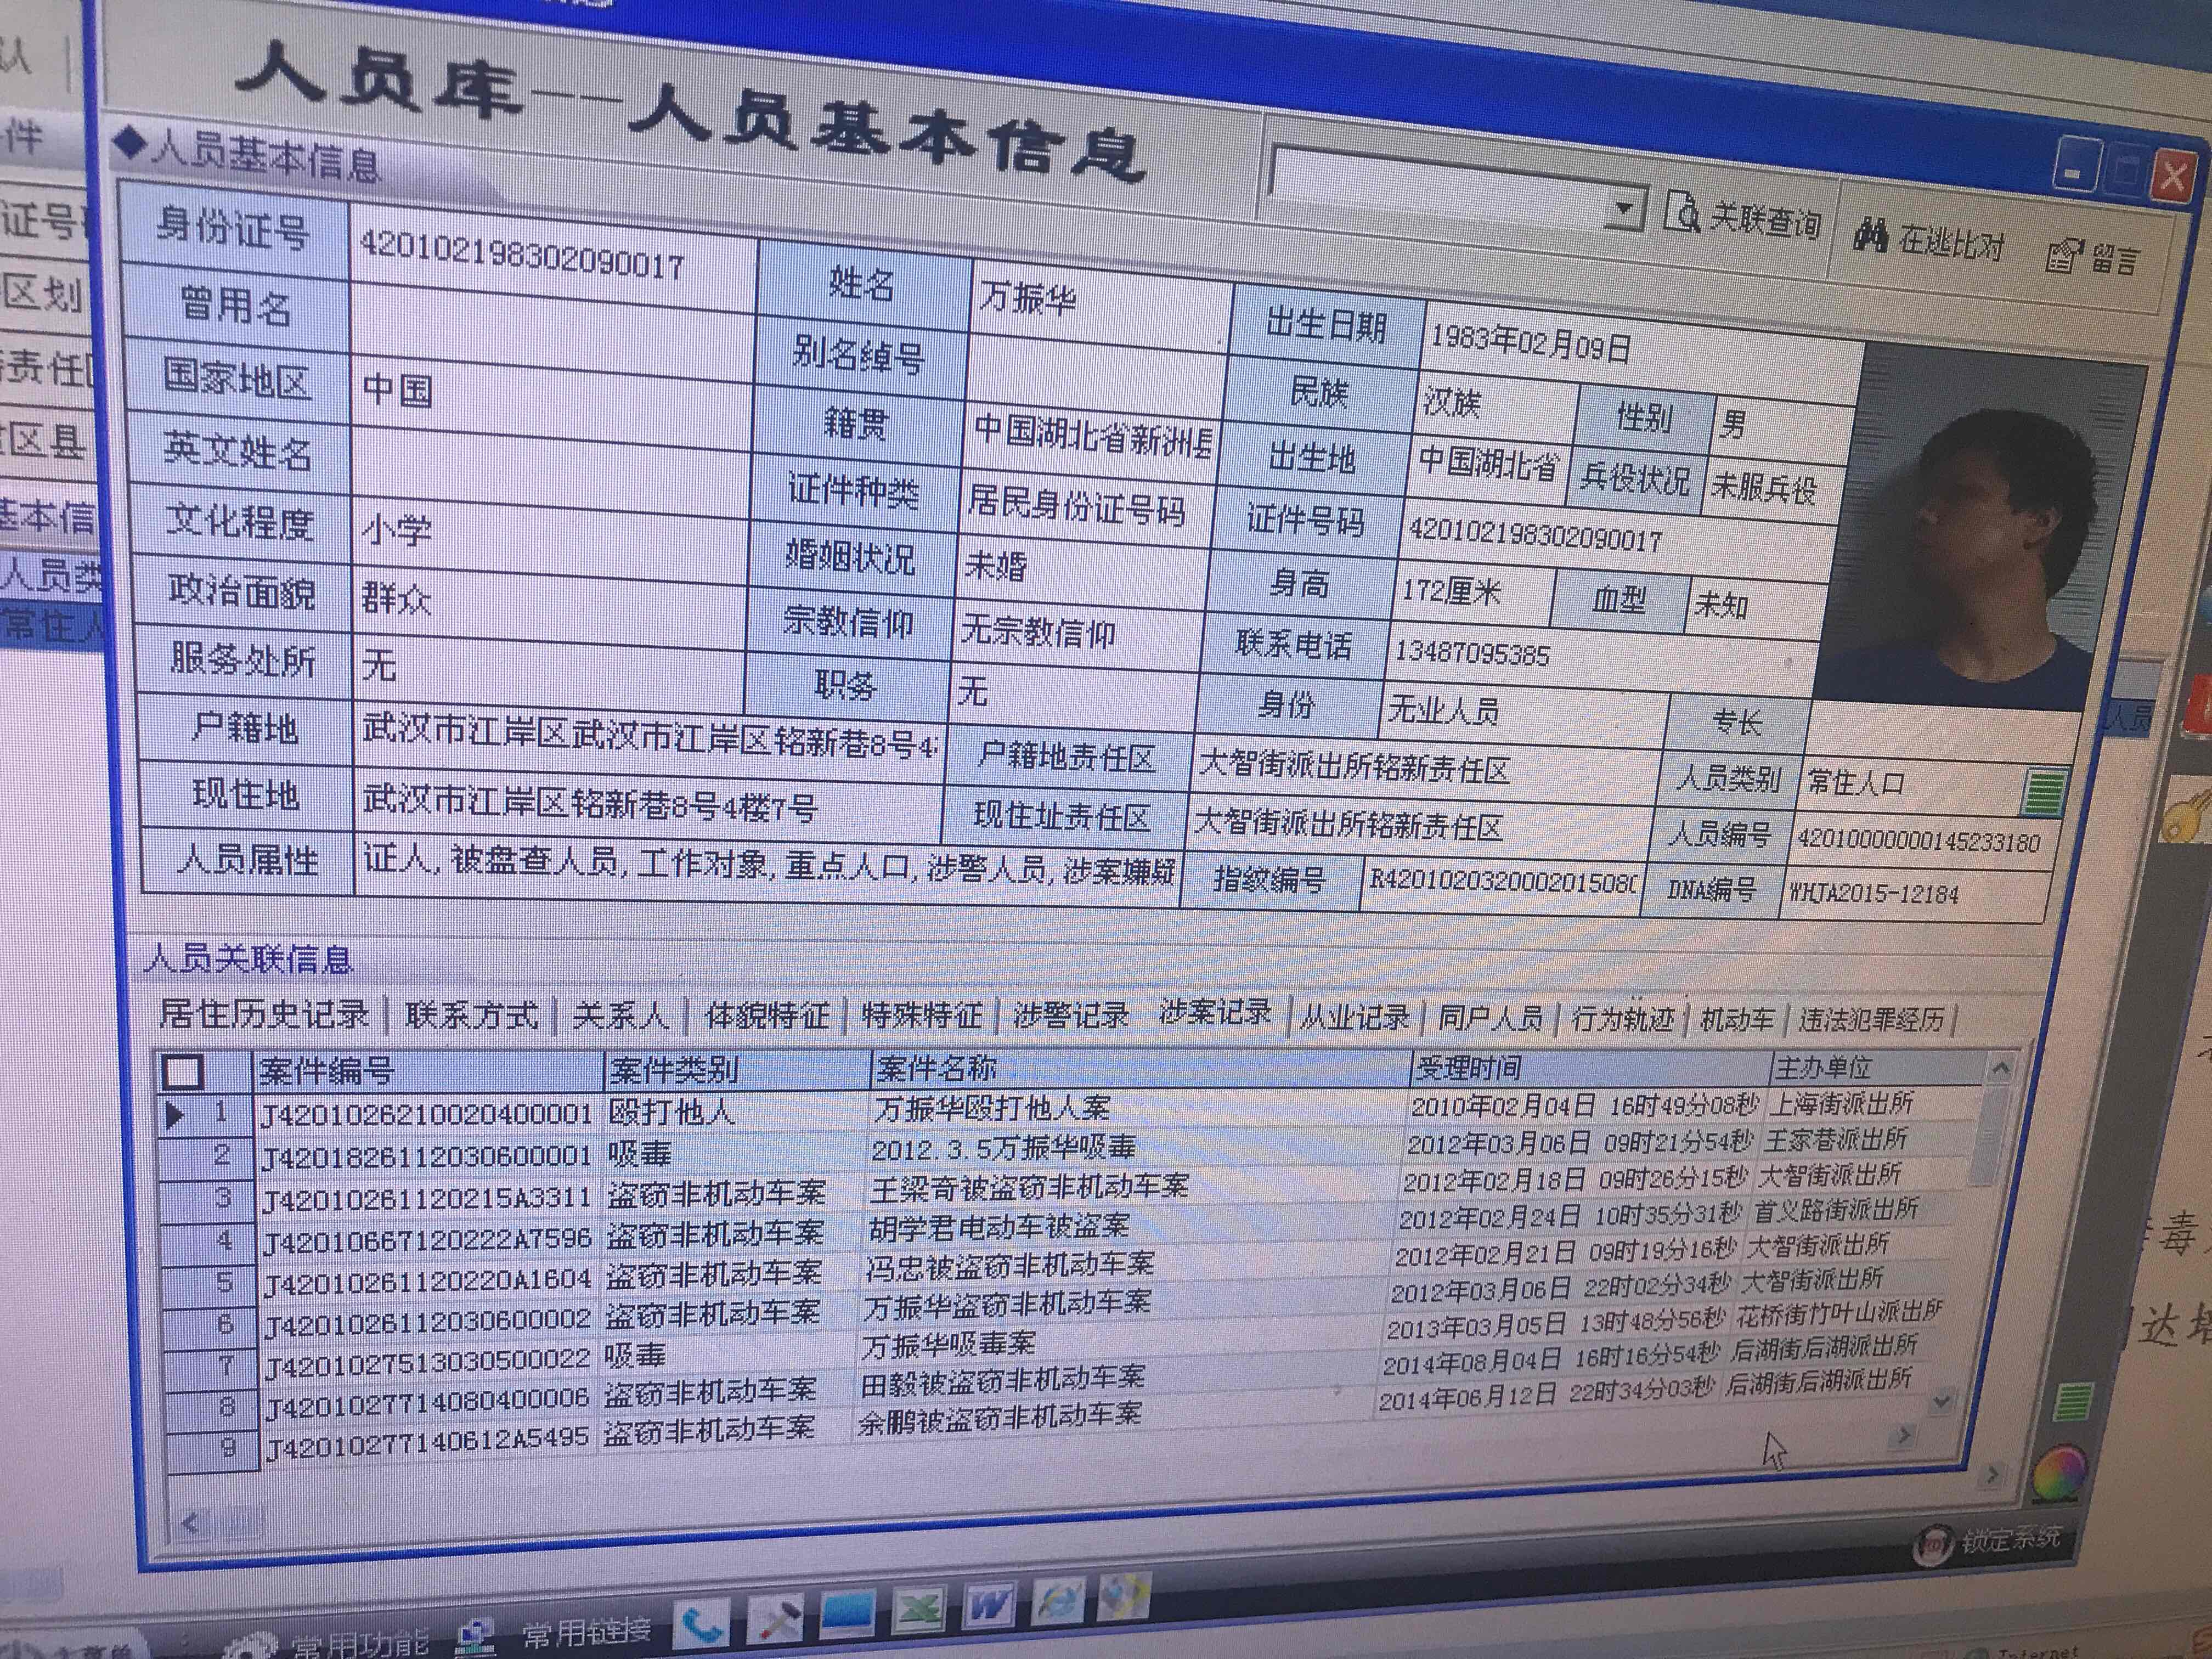 人员库--人员基本信息
关联查询 在逃比对 留言
◆人员基本信息
身份证号 420102198302090017 姓名 万振华 出生日期 1983年02月09日
曾用名 别名绰号 民族 汉族 性别 男
国家地区 中国 籍贯 中国湖北省新洲县 出生地 中国湖北省 兵役状况 未服兵役
英文姓名 证件种类 居民身份证号码 证件号码 420102198302090017
文化程度 小学 婚姻状况 未婚 身高 172厘米 血型 未知
政治面貌 群众 宗教信仰 无宗教信仰 联系电话 13487095385
服务处所 无 职务 无 身份 无业人员 专长
户籍地 武汉市江岸区武汉市江岸区铭新巷8号4 户籍地责任区 大智街派出所铭新责任区 人员类别 常住人口
现住地 武汉市江岸区铭新巷8号4楼7号 现住址责任区 大智街派出所铭新责任区 人员编号 4201000000145233180
人员属性 证人,被盘查人员,工作对象,重点人口,涉警人员,涉案嫌疑 指纹编号 R420102032000201508 DNA编号 WHJA2015-12184
人员关联信息
居住历史记录 联系方式 关系人 体貌特征 特殊特征 涉警记录 涉案记录 从业记录 同户人员 行为轨迹 机动车 违法犯罪经历
案件编号 案件类别 案件名称 受理时间 主办单位
1 J4201026210020400001 殴打他人 万振华殴打他人案 2010年02月04日 16时49分08秒 上海街派出所
2 J4201826112030600001 吸毒 2012.3.5万振华吸毒 2012年03月06日 09时21分54秒 王家巷派出所
3 J42010261120215A3311 盗窃非机动车案 王梁奇被盗窃非机动车案 2012年02月18日 09时26分15秒 大智街派出所
4 J42010667120222A7596 盗窃非机动车案 胡学君电动车被盗案 2012年02月24日 10时35分31秒 首义路街派出所
5 J42010261120220A1604 盗窃非机动车案 冯忠被盗窃非机动车案 2012年02月21日 09时19分16秒 大智街派出所
6 J4201026112030600002 盗窃非机动车案 万振华盗窃非机动车案 2012年03月06日 22时02分34秒 大智街派出所
7 J4201027513030500022 吸毒 万振华吸毒案 2013年03月05日 13时48分56秒 花桥街竹叶山派出所
8 J4201027714080400006 盗窃非机动车案 田毅被盗窃非机动车案 2014年08月04日 16时16分54秒 后湖街后湖派出所
9 J42010277140612A5495 盗窃非机动车案 余鹏被盗窃非机动车案 2014年06月12日 22时34分03秒 后湖街后湖派出所
锁定系统
常用功能 常用链接
Internet